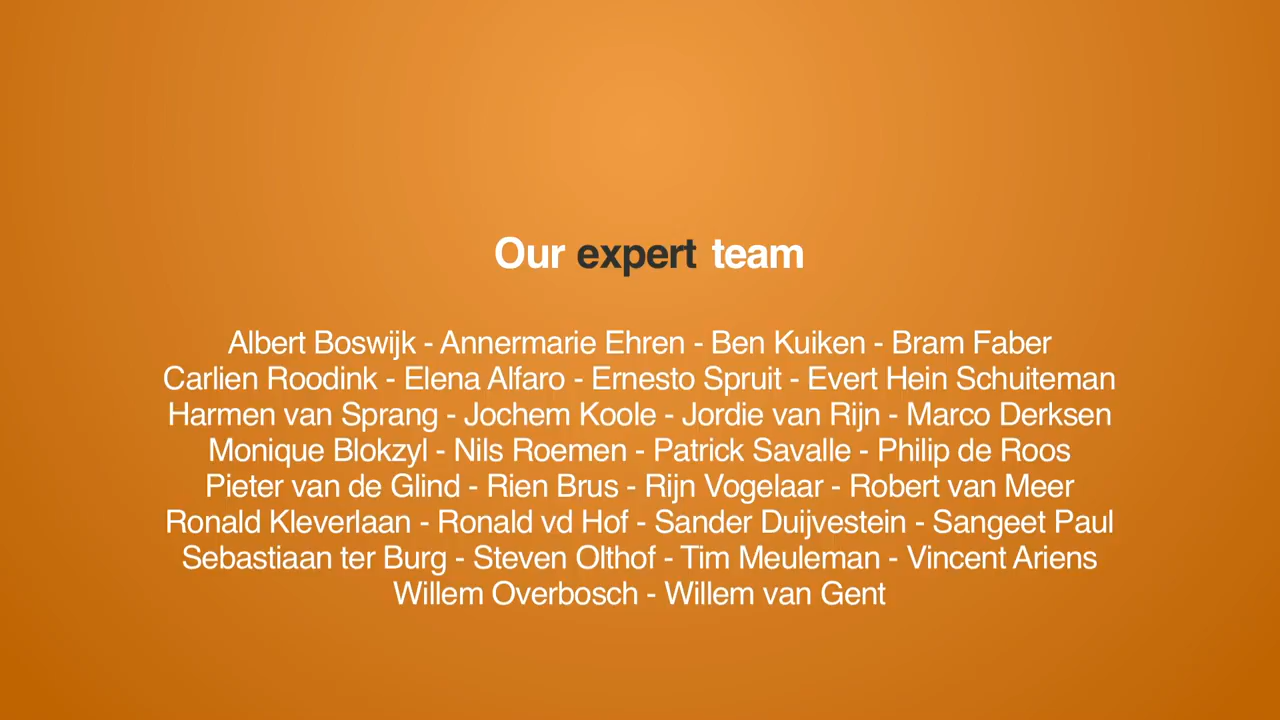 Our expert team
Albert Boswijk - Annermarie Ehren - Ben Kuiken - Bram Faber
Carlien Roodink - Elena Alfaro - Ernesto Spruit - Evert Hein Schuiteman
Harmen van Sprang - Jochem Koole - Jordie van Rijn - Marco Derksen
Monique Blokzyl - Nils Roemen - Patrick Savalle - Philip de Roos
Pieter van de Glind - Rien Brus - Rijn Vogelaar - Robert van Meer
Ronald Kleverlaan - Ronald vd Hof - Sander Duijvestein - Sangeet Paul
Sebastiaan ter Burg - Steven Olthof - Tim Meuleman - Vincent Ariens
Willem Overbosch - Willem van Gent